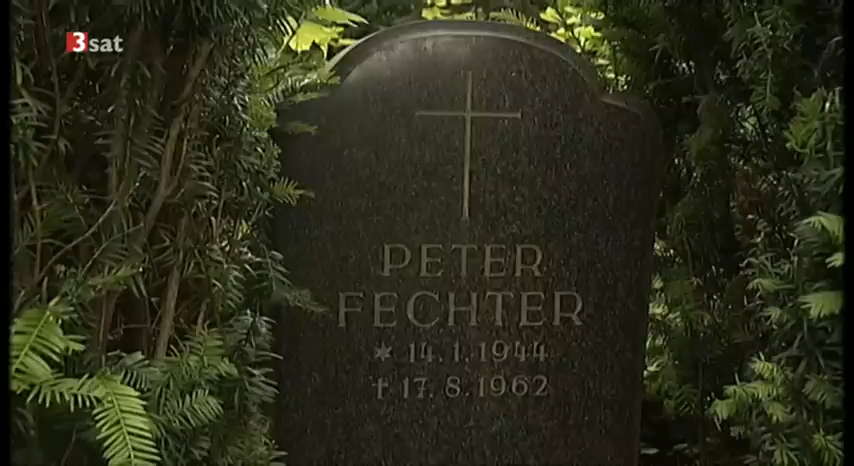 3sat
PETER
FECHTER
* 14.1.1944
† 17.8.1962